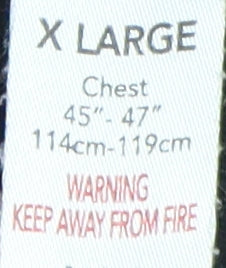 X LARGE
Chest
45"- 47"
114cm-119cm
WARNING
KEEP AWAY FROM FIRE